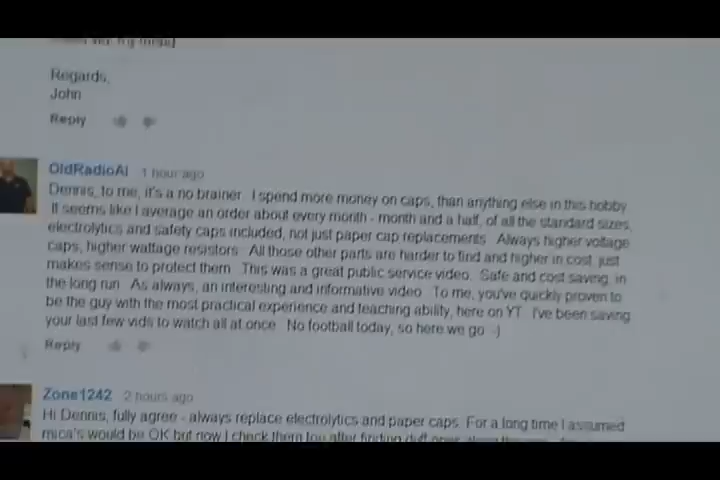 Regards,
John
Reply
OldRadioAl 1 hour ago
Dennis, to me, it's a no brainer. I spend more money on caps, than anything else in this hobby.
It seems like I average an order about every month - month and a half, of all the standard sizes,
electrolytics and safety caps included, not just paper cap replacements. Always higher voltage
caps, higher wattage resistors. All those other parts are harder to find and higher in cost, just
makes sense to protect them. This was a great public service video. Safe and cost saving, in
the long run. As always, an interesting and informative video. To me, you've quickly proven to
be the guy with the most practical experience and teaching ability, here on YT. I've been saving
your last few vids to watch all at once. No football today, so here we go :-)
Reply
Zone1242 2 hours ago
Hi Dennis, fully agree - always replace electrolytics and paper caps. For a long time I assumed
mica's would be OK but now I check them too after finding duff ones